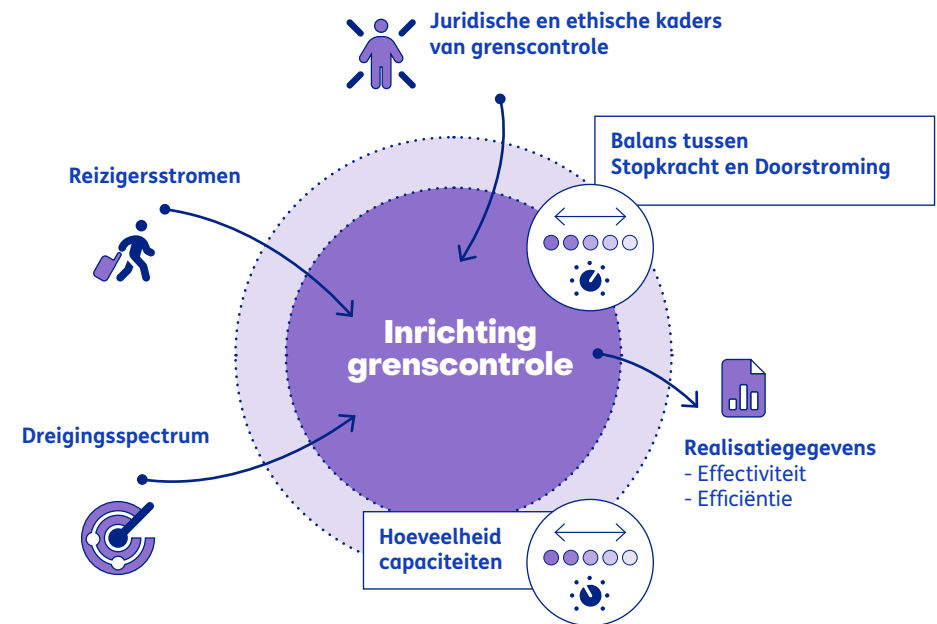 Juridische en ethische kaders
van grenscontrole
Balans tussen
Stopkracht en Doorstroming
Reizigersstromen
Inrichting
grenscontrole
Dreigingsspectrum
Realisatiegegevens
- Effectiviteit
- Efficiëntie
Hoeveelheid
capaciteiten